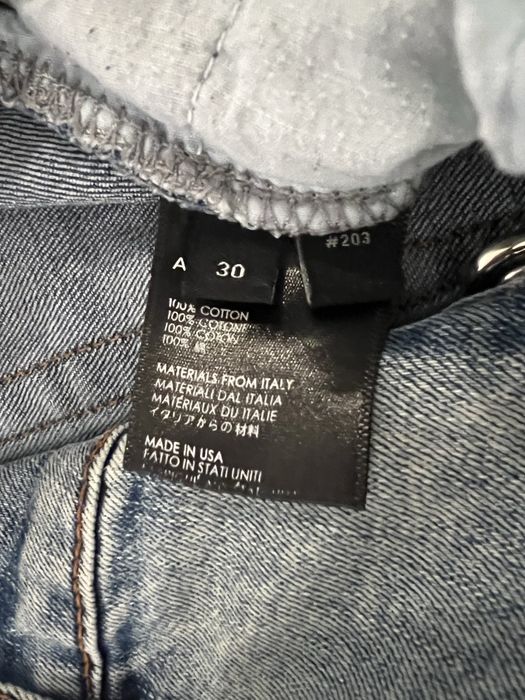 #203
A 30
100% COTTON
100% COTONE
100% COTON
100% 綿
MATERIALS FROM ITALY
MATERIALI DAL ITALIA
MATÉRIAUX DU ITALIE
イタリアからの材料
MADE IN USA
FATTO IN STATI UNITI